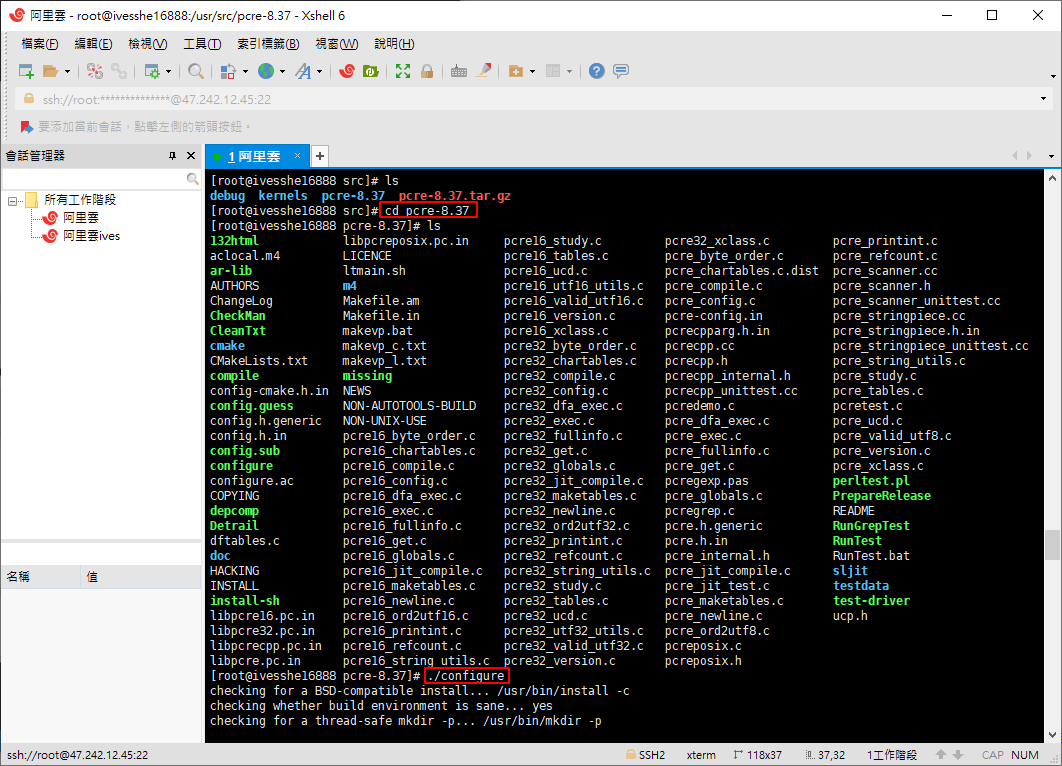 阿里雲 - root@ivesshe16888:/usr/src/pcre-8.37 - Xshell 6
檔案(F) 編輯(E) 檢視(V) 工具(T) 索引標籤(B) 視窗(W) 說明(H)
ssh://root:**************@47.242.12.45:22
要添加當前會話，點擊左側的箭頭按鈕。
會話管理器
1 阿里雲 × +
所有工作階段
阿里雲
阿里雲ives
名稱 值
[root@ivesshe16888 src]# ls
debug kernels pcre-8.37 pcre-8.37.tar.gz
[root@ivesshe16888 src]# cd pcre-8.37
[root@ivesshe16888 pcre-8.37]# ls
132html libpcreposix.pc.in pcre16_study.c pcre32_xclass.c pcre_printint.c
aclocal.m4 LICENCE pcre16_tables.c pcre_byte_order.c pcre_refcount.c
ar-lib ltmain.sh pcre16_ucd.c pcre_chartables.c.dist pcre_scanner.cc
AUTHORS m4 pcre16_utf16_utils.c pcre_compile.c pcre_scanner.h
ChangeLog Makefile.am pcre16_valid_utf16.c pcre_config.c pcre_scanner_unittest.cc
CheckMan Makefile.in pcre16_version.c pcre-config.in pcre_stringpiece.cc
CleanTxt makevp.bat pcre16_xclass.c pcrecpparg.h.in pcre_stringpiece.h.in
cmake makevp_c.txt pcre32_byte_order.c pcrecpp.cc pcre_stringpiece_unittest.cc
CMakeLists.txt makevp_l.txt pcre32_chartables.c pcrecpp.h pcre_string_utils.c
compile missing pcre32_compile.c pcrecpp_internal.h pcre_study.c
config-cmake.h.in NEWS pcre32_config.c pcrecpp_unittest.cc pcre_tables.c
config.guess NON-AUTOTOOLS-BUILD pcre32_dfa_exec.c pcredemo.c pcretest.c
config.h.generic NON-UNIX-USE pcre32_exec.c pcre_dfa_exec.c pcre_ucd.c
config.h.in pcre16_byte_order.c pcre32_fullinfo.c pcre_exec.c pcre_valid_utf8.c
config.sub pcre16_chartables.c pcre32_get.c pcre_fullinfo.c pcre_version.c
configure pcre16_compile.c pcre32_globals.c pcre_get.c pcre_xclass.c
configure.ac pcre16_config.c pcre32_jit_compile.c pcregexp.pas perltest.pl
COPYING pcre16_dfa_exec.c pcre32_maketables.c pcre_globals.c PrepareRelease
depcomp pcre16_exec.c pcre32_newline.c pcregrep.c README
Detrail pcre16_fullinfo.c pcre32_ord2utf32.c pcre.h.generic RunGrepTest
dftables.c pcre16_get.c pcre32_printint.c pcre.h.in RunTest
doc pcre16_globals.c pcre32_refcount.c pcre_internal.h RunTest.bat
HACKING pcre16_jit_compile.c pcre32_string_utils.c pcre_jit_compile.c sljit
INSTALL pcre16_maketables.c pcre32_study.c pcre_jit_test.c testdata
install-sh pcre16_newline.c pcre32_tables.c pcre_maketables.c test-driver
libpcre16.pc.in pcre16_ord2utf16.c pcre32_ucd.c pcre_newline.c ucp.h
libpcre32.pc.in pcre16_printint.c pcre32_utf32_utils.c pcre_ord2utf8.c
libpcrecpp.pc.in pcre16_refcount.c pcre32_valid_utf32.c pcreposix.c
libpcre.pc.in pcre16_string_utils.c pcre32_version.c pcreposix.h
[root@ivesshe16888 pcre-8.37]# ./configure
checking for a BSD-compatible install... /usr/bin/install -c
checking whether build environment is sane... yes
checking for a thread-safe mkdir -p... /usr/bin/mkdir -p
ssh://root@47.242.12.45:22 SSH2 xterm 118x37 37,32 1工作階段 CAP NUM